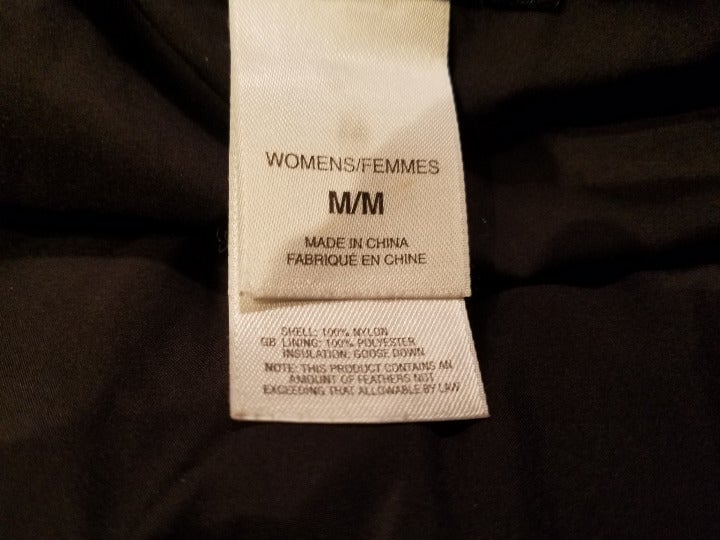 WOMENS/FEMMES
M/M
MADE IN CHINA
FABRIQUÉ EN CHINE
SHELL: 100% NYLON
GB LINING: 100% POLYESTER
INSULATION: GOOSE DOWN
NOTE: THIS PRODUCT CONTAINS AN
AMOUNT OF FEATHERS NOT
EXCEEDING THAT ALLOWABLE BY LAW